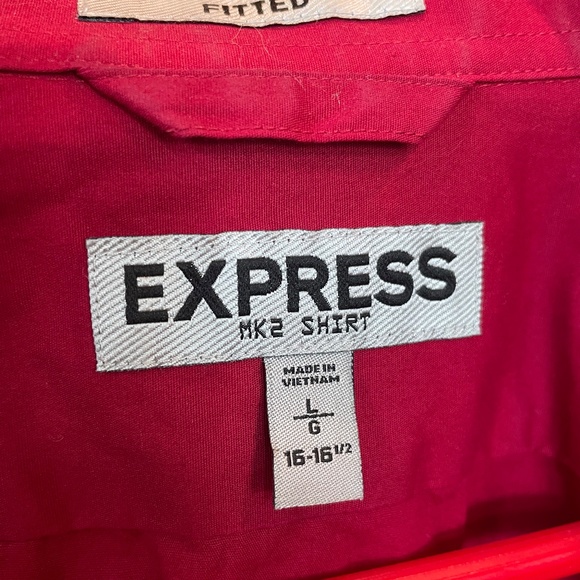 FITTED
EXPRESS
MK2 SHIRT
MADE IN
VIETNAM
L
G
16-16 1/2